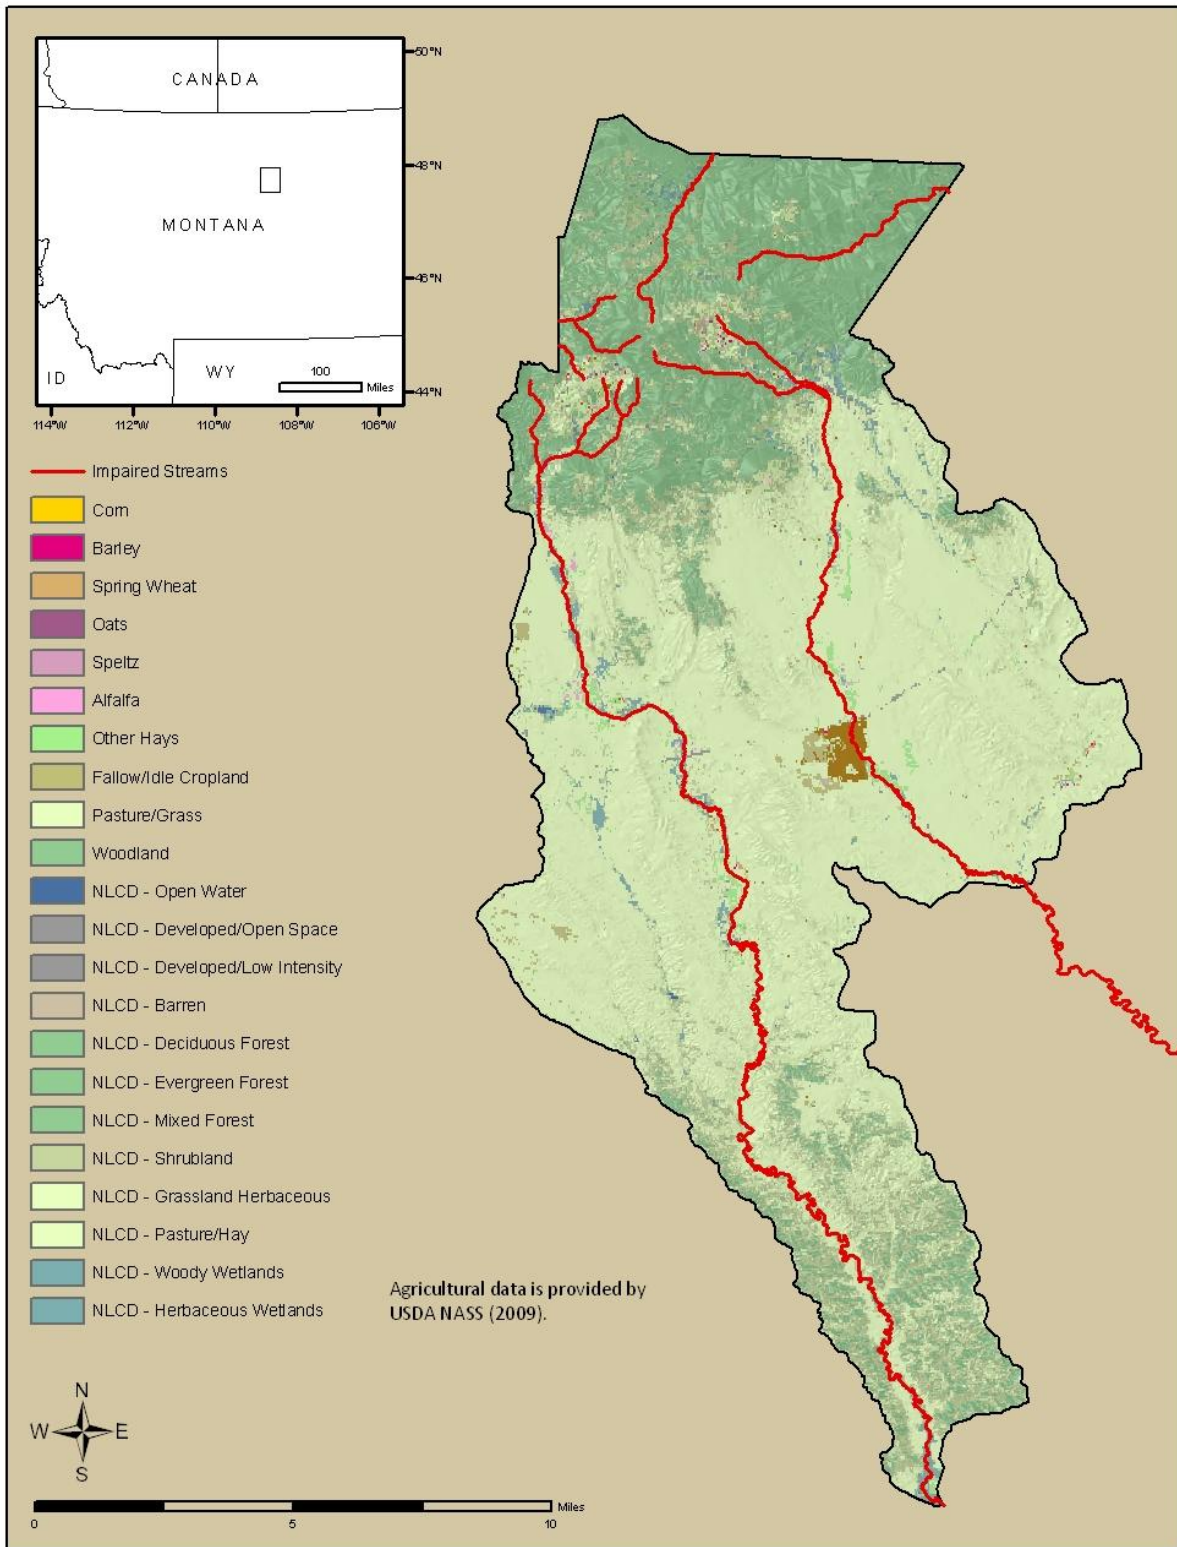 CANADA
MONTANA
ID
WY
100
Miles
50°N
48°N
46°N
44°N
114°W
112°W
110°W
108°W
106°W
Impaired Streams
Corn
Barley
Spring Wheat
Oats
Speltz
Alfalfa
Other Hays
Fallow/Idle Cropland
Pasture/Grass
Woodland
NLCD - Open Water
NLCD - Developed/Open Space
NLCD - Developed/Low Intensity
NLCD - Barren
NLCD - Deciduous Forest
NLCD - Evergreen Forest
NLCD - Mixed Forest
NLCD - Shrubland
NLCD - Grassland Herbaceous
NLCD - Pasture/Hay
NLCD - Woody Wetlands
NLCD - Herbaceous Wetlands
Agricultural data is provided by
USDA NASS (2009).
N
W E
S
Miles
0 5 10